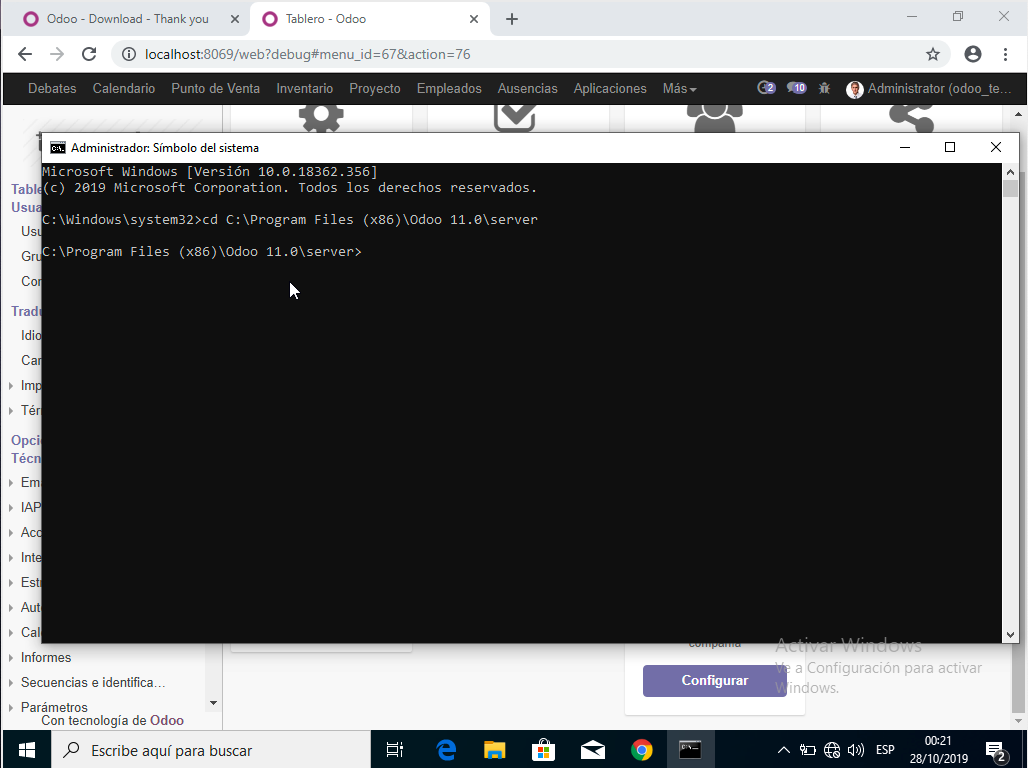 Odoo - Download - Thank you
Tablero - Odoo
localhost:8069/web?debug#menu_id=67&action=76
Debates Calendario Punto de Venta Inventario Proyecto Empleados Ausencias Aplicaciones Más 2 10 Administrator (odoo_te...
Administrador: Símbolo del sistema
Microsoft Windows [Versión 10.0.18362.356]
(c) 2019 Microsoft Corporation. Todos los derechos reservados.
C:\Windows\system32>cd C:\Program Files (x86)\Odoo 11.0\server
C:\Program Files (x86)\Odoo 11.0\server>
Table
Usua
Usu
Gru
Cor
Tradu
Idio
Car
Imp
Tér
Opci
Técn
Ema
IAP
Acc
Inte
Estr
Auto
Cal
Informes
Secuencias e identifica...
Parámetros
Con tecnología de Odoo
compañía
Configurar
Activar Windows
Ve a Configuración para activar
Windows.
Escribe aquí para buscar
ESP
00:21
28/10/2019
2